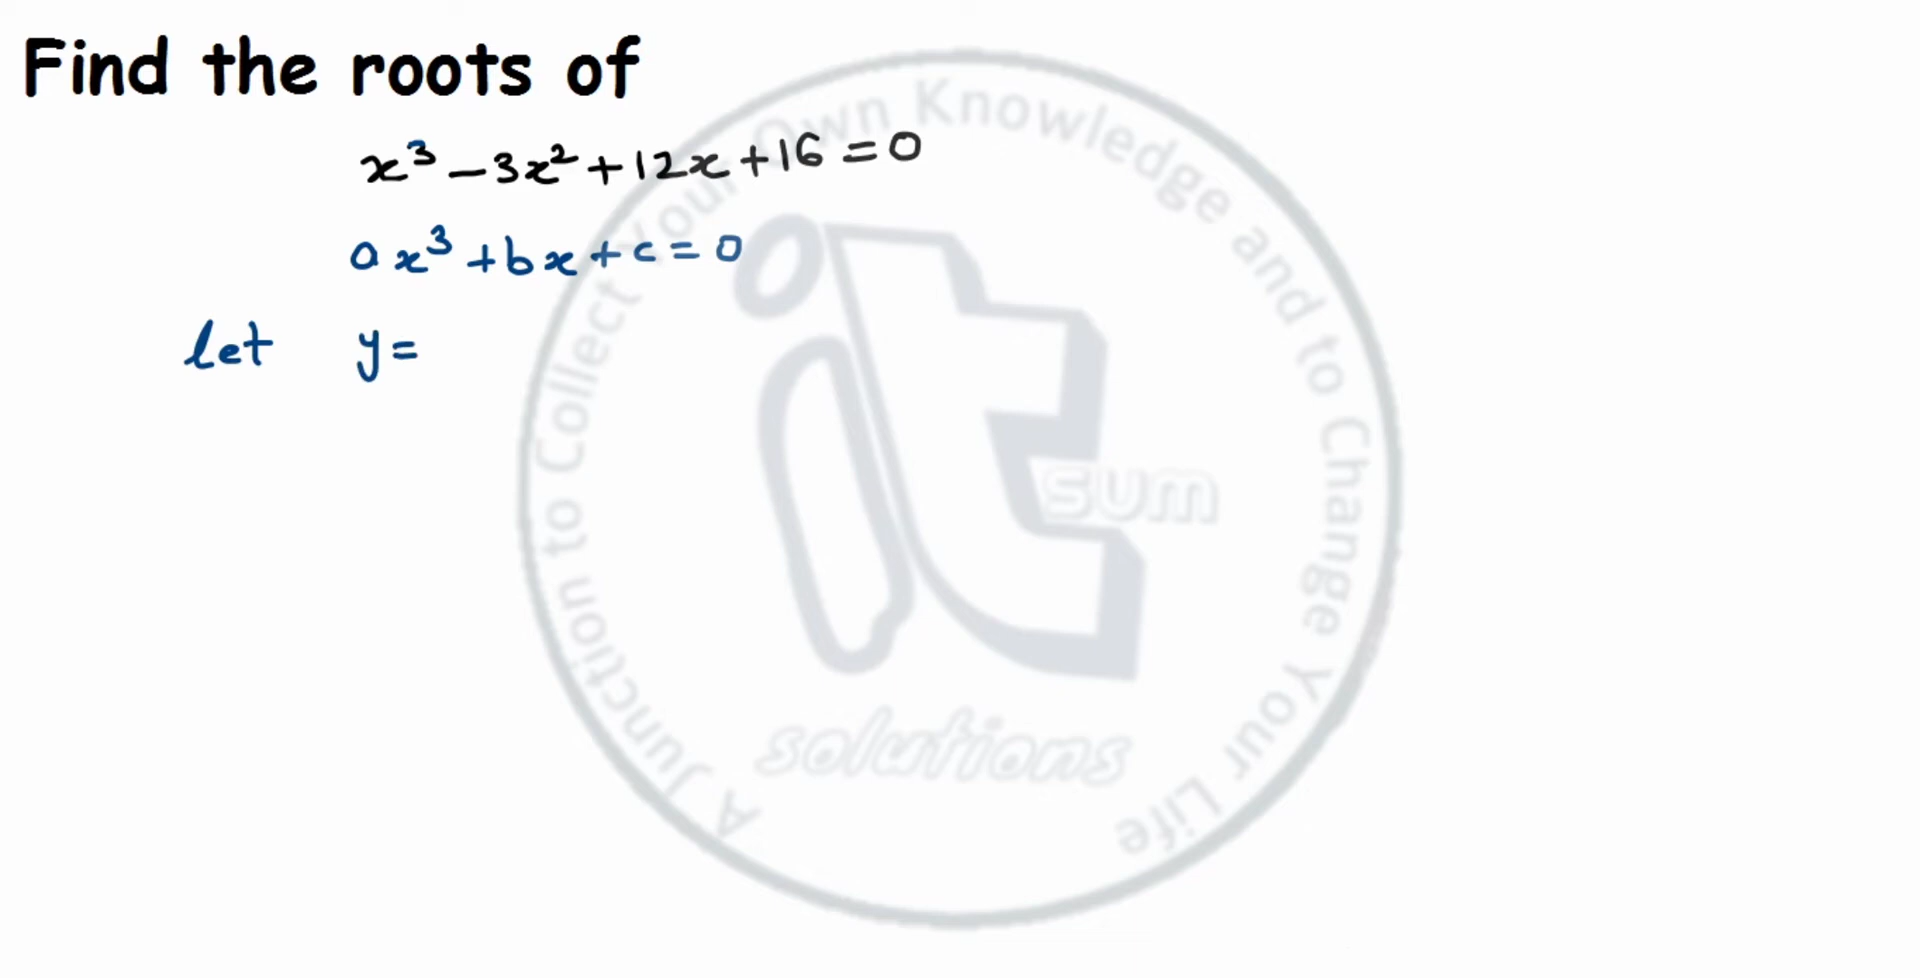 Find the roots of
x³ - 3x² + 12x + 16 = 0
ax³ + bx + c = 0
let y =
A Junction to Collect Your Own Knowledge and to Change Your Life
it
sum
solutions